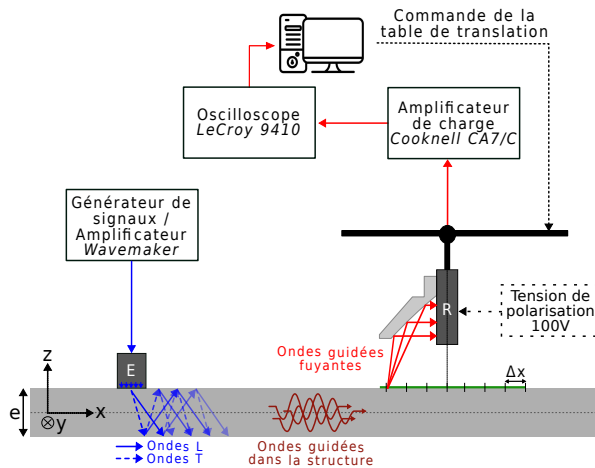 Commande de la
table de translation
Oscilloscope
LeCroy 9410
Amplificateur
de charge
Cooknell CA7/C
Générateur de
signaux /
Amplificateur
Wavemaker
R
Tension de
polarisation
100V
Ondes guidées
fuyantes
E
z
Δx
e
x
y
Ondes L
Ondes T
Ondes guidées
dans la structure